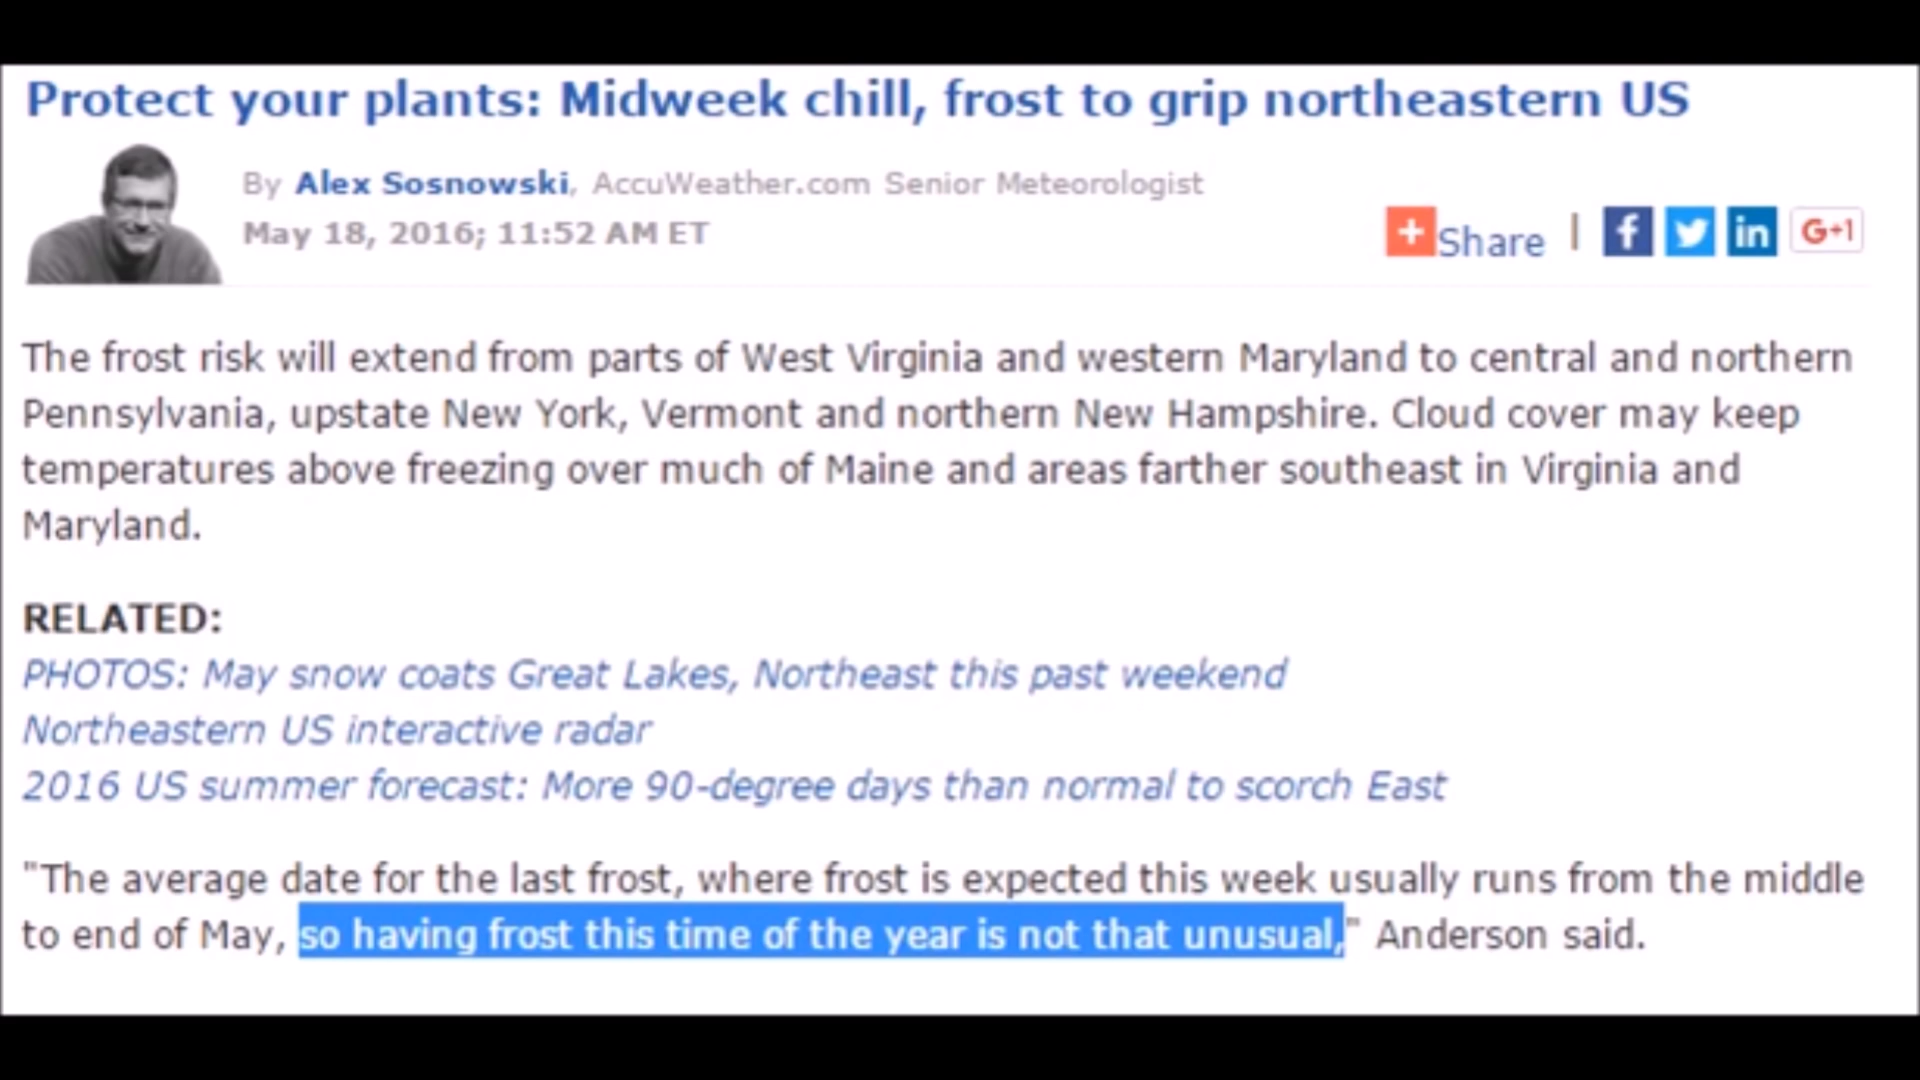 Protect your plants: Midweek chill, frost to grip northeastern US
By Alex Sosnowski, AccuWeather.com Senior Meteorologist
May 18, 2016; 11:52 AM ET
+ Share | f in G+1
The frost risk will extend from parts of West Virginia and western Maryland to central and northern
Pennsylvania, upstate New York, Vermont and northern New Hampshire. Cloud cover may keep
temperatures above freezing over much of Maine and areas farther southeast in Virginia and
Maryland.
RELATED:
PHOTOS: May snow coats Great Lakes, Northeast this past weekend
Northeastern US interactive radar
2016 US summer forecast: More 90-degree days than normal to scorch East
"The average date for the last frost, where frost is expected this week usually runs from the middle
to end of May, so having frost this time of the year is not that unusual," Anderson said.